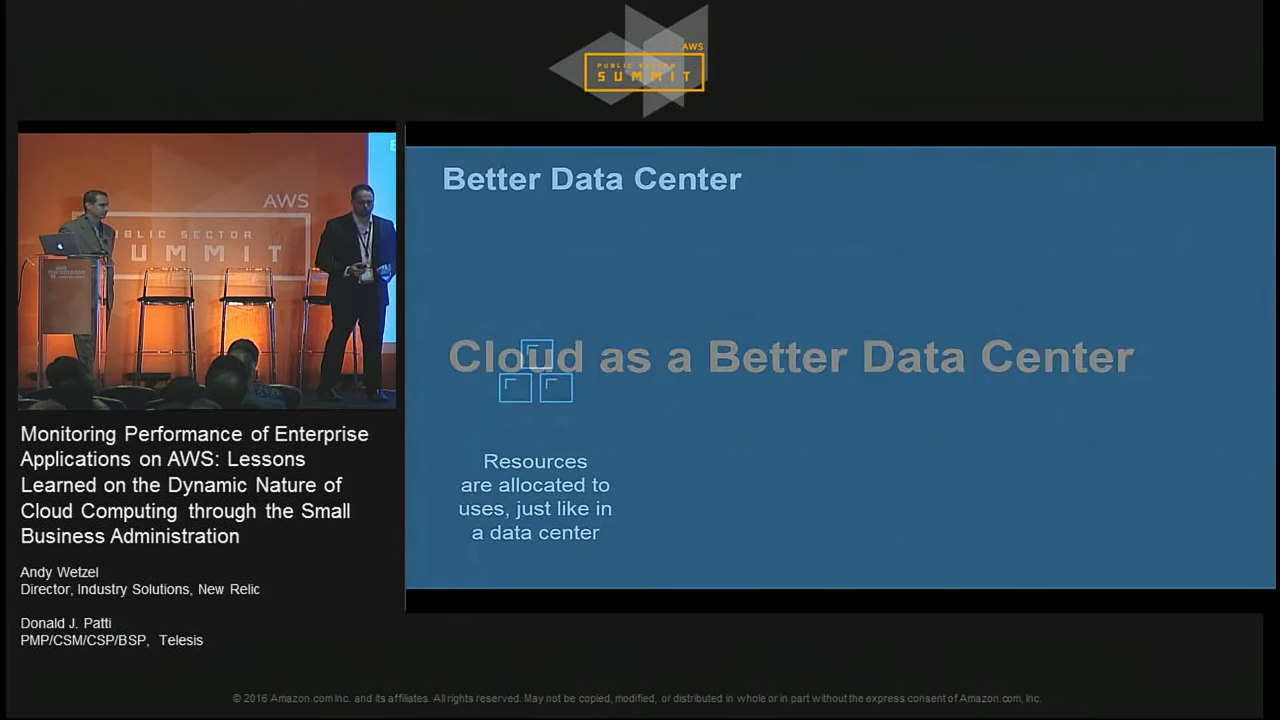 AWS
PUBLIC SECTOR
SUMMIT
AWS
BLIC SECTOR
UMMIT
Better Data Center
Cloud as a Better Data Center
Resources
are allocated to
uses, just like in
a data center
Monitoring Performance of Enterprise
Applications on AWS: Lessons
Learned on the Dynamic Nature of
Cloud Computing through the Small
Business Administration
Andy Wetzel
Director, Industry Solutions, New Relic
Donald J. Patti
PMP/CSM/CSP/BSP, Telesis
© 2016 Amazon.com Inc. and its affiliates. All rights reserved. May not be copied, modified, or distributed in whole or in part without the express consent of Amazon.com, Inc.